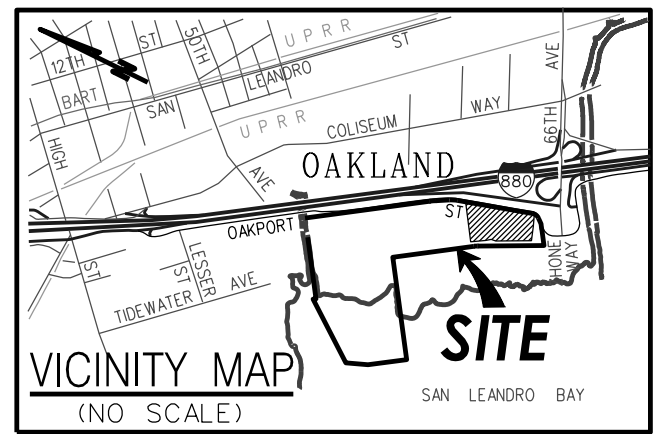 UPRR
50TH
AVE
ST
ST
12TH
LEANDRO
AVE
BART
SAN
WAY
66TH
UPRR
COLISEUM
HIGH
OAKLAND
AVE
880
ST
OAKPORT
HONE
WAY
LESSER
ST
AVE
ST
TIDEWATER
SITE
VICINITY MAP
SAN LEANDRO BAY
(NO SCALE)